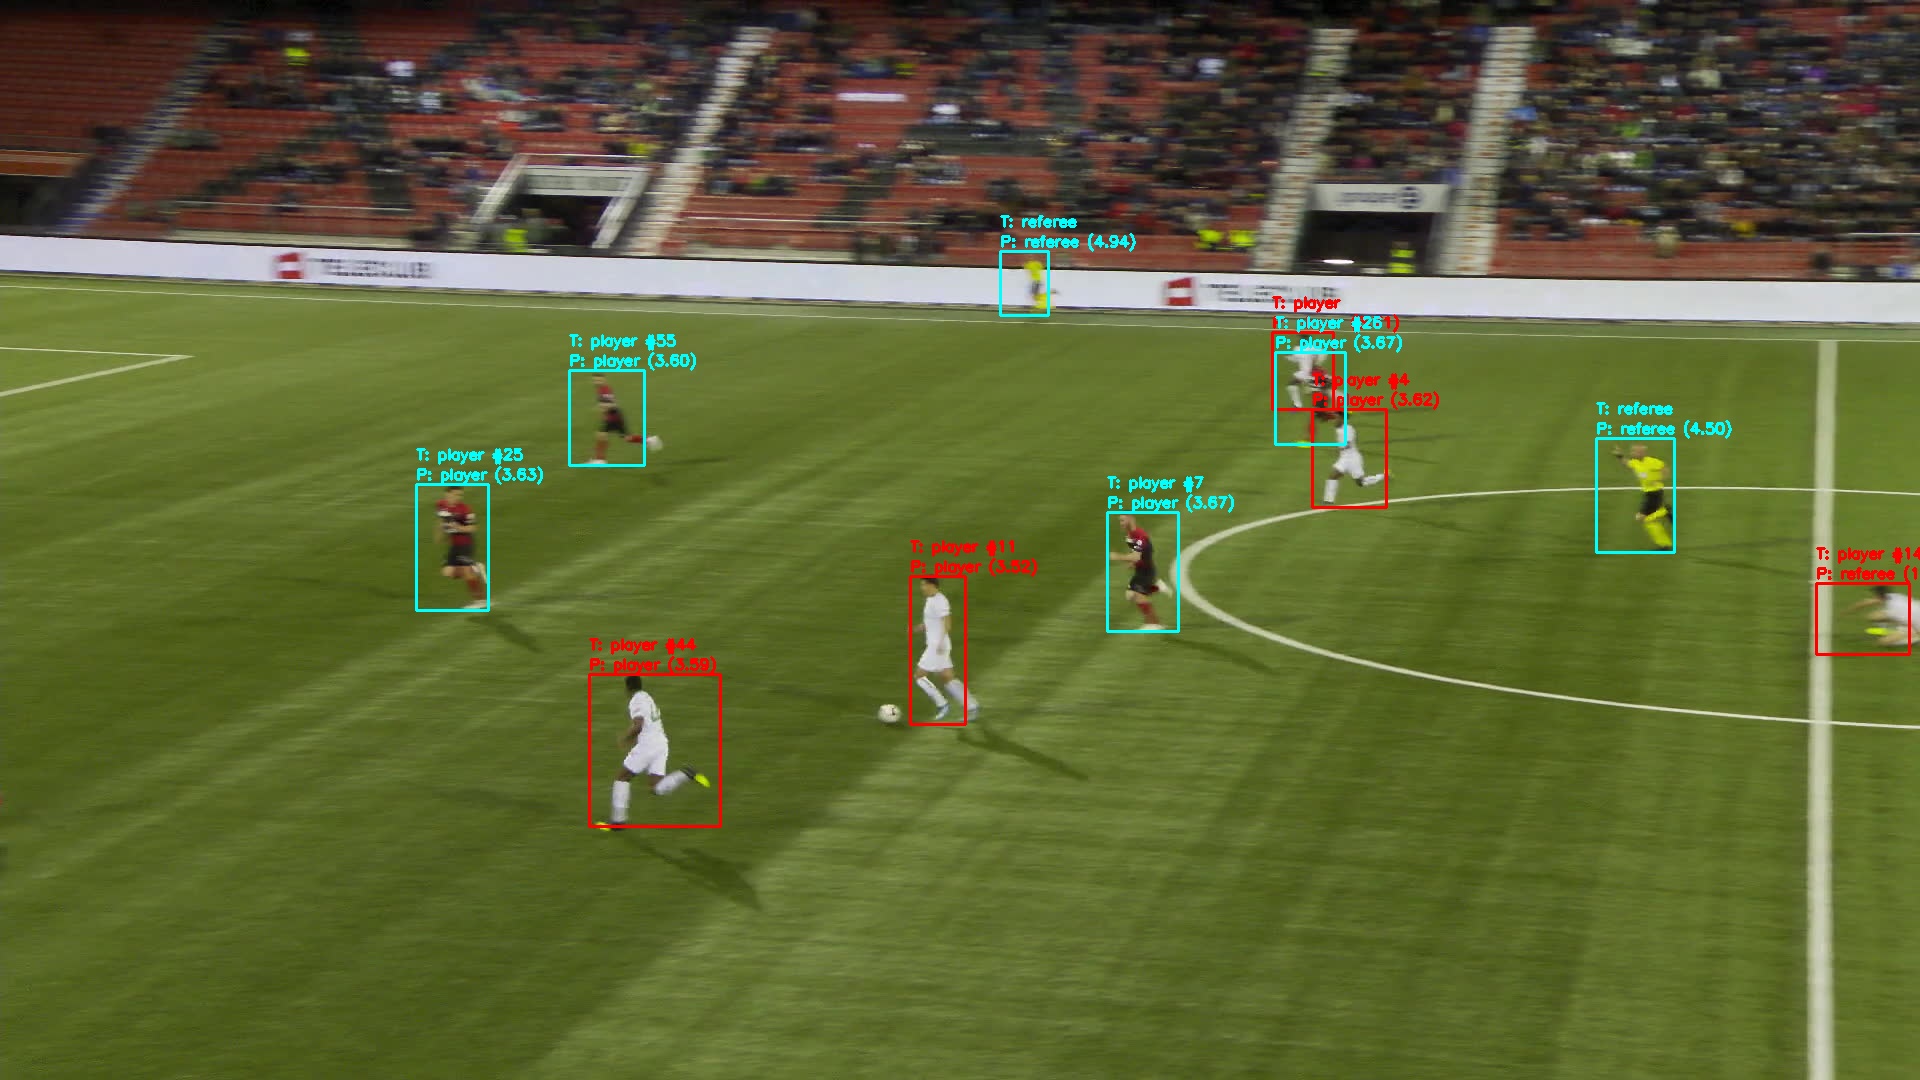 T: referee
P: referee (4.94)
TELECLUB
T: player
T: player #26
P: player (3.67)
T: player #55
P: player (3.60)
T: player #4
P: player (3.62)
T: referee
P: referee (4.50)
T: player #25
P: player (3.63)
T: player #7
P: player (3.67)
T: player #11
P: player (3.52)
T: player #14
P: referee (1
T: player #44
P: player (3.59)